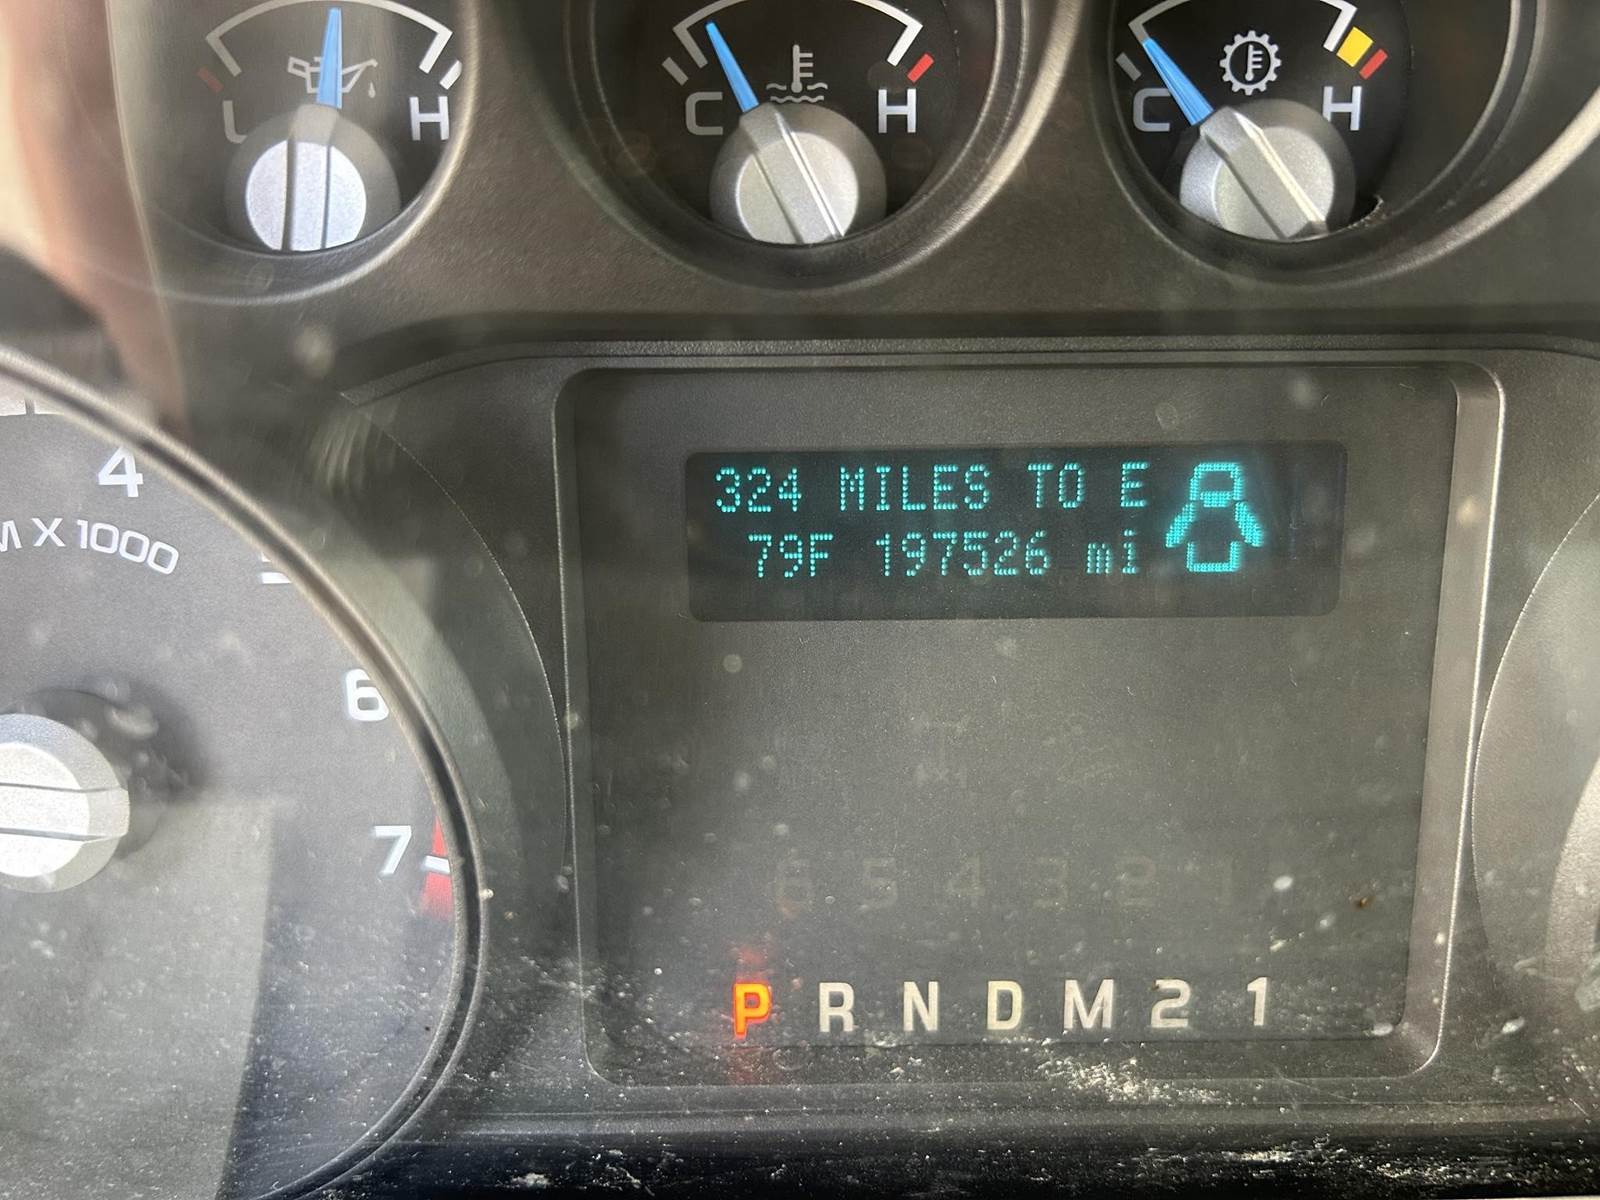 H
C H
C H
324 MILES TO E
79F 197526 mi
4
M X 1000
6
7
6 5 4 3 2 1
P R N D M 2 1